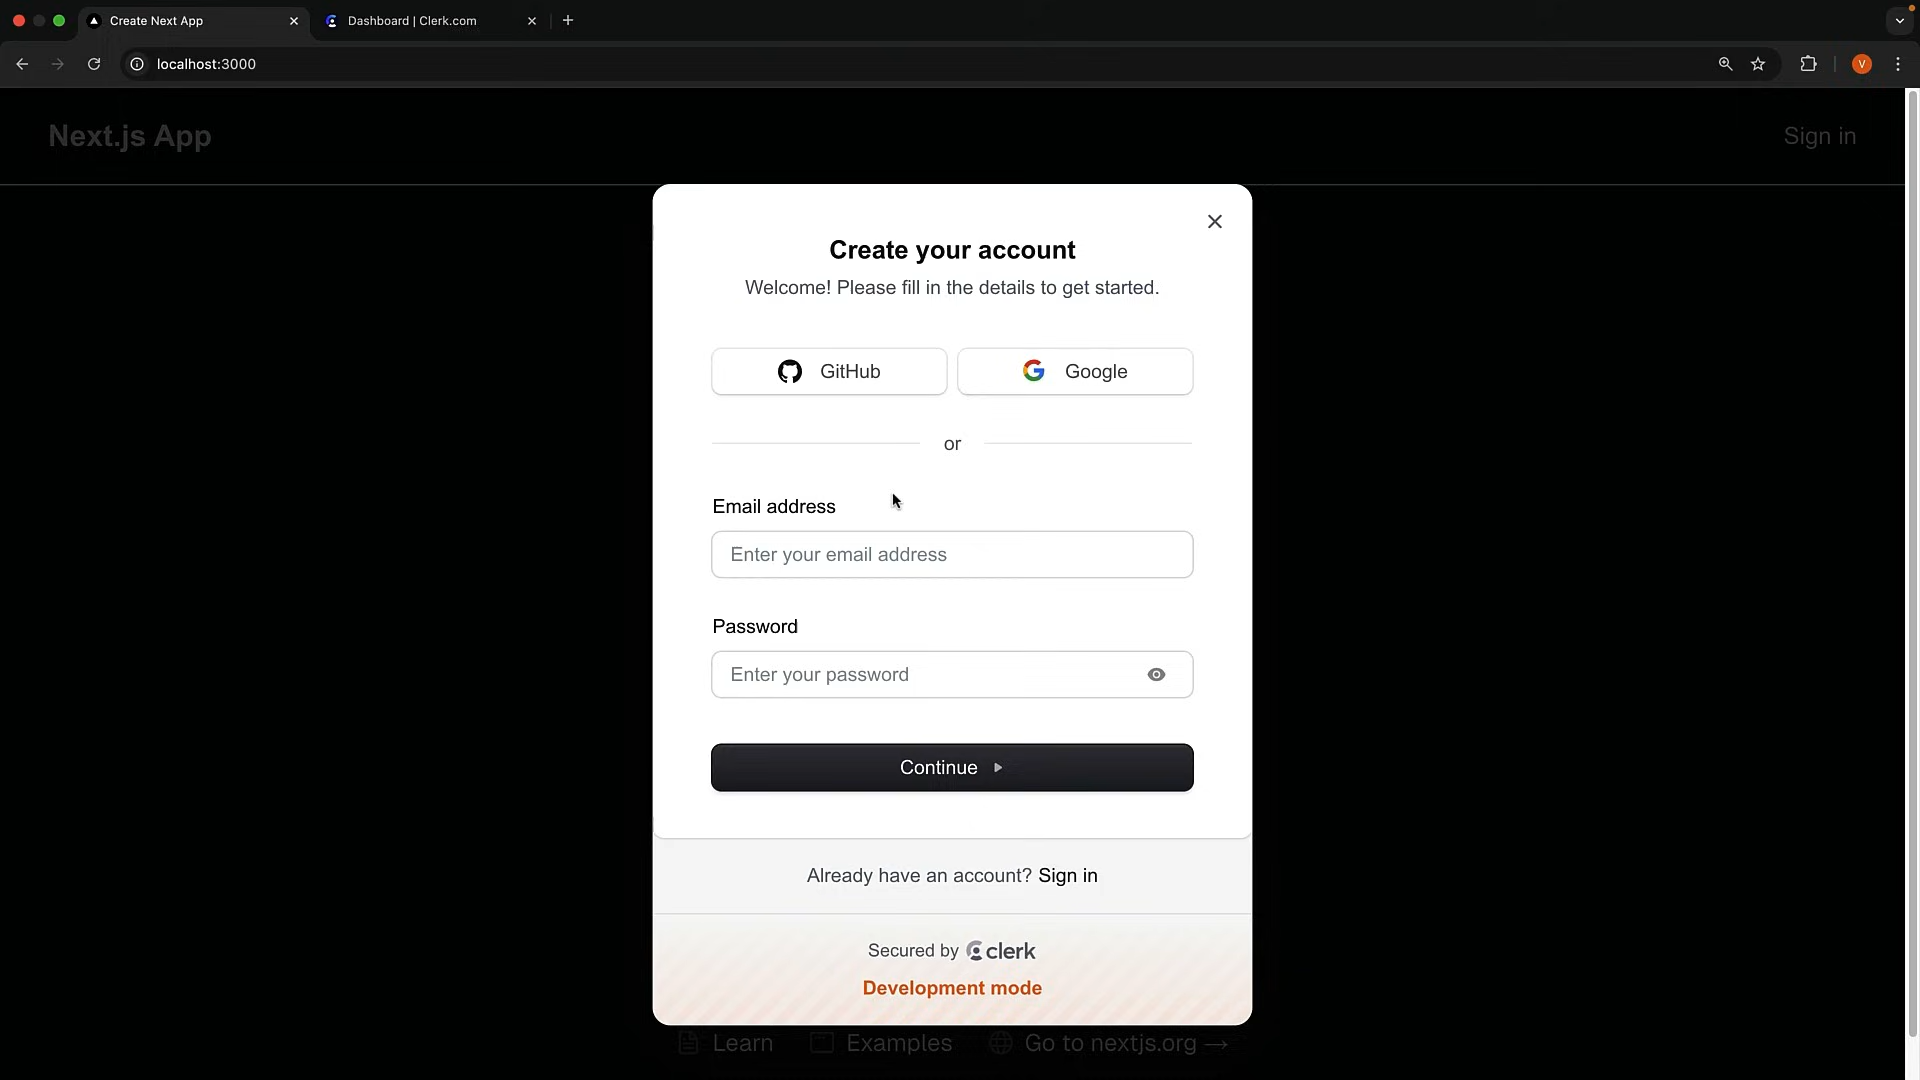 Create Next App
Dashboard | Clerk.com
localhost:3000
V
Next.js App
Sign in
Create your account
Welcome! Please fill in the details to get started.
GitHub
Google
or
Email address
Enter your email address
Password
Enter your password
Continue
Already have an account? Sign in
Secured by clerk
Development mode
Learn
Examples
Go to nextjs.org →